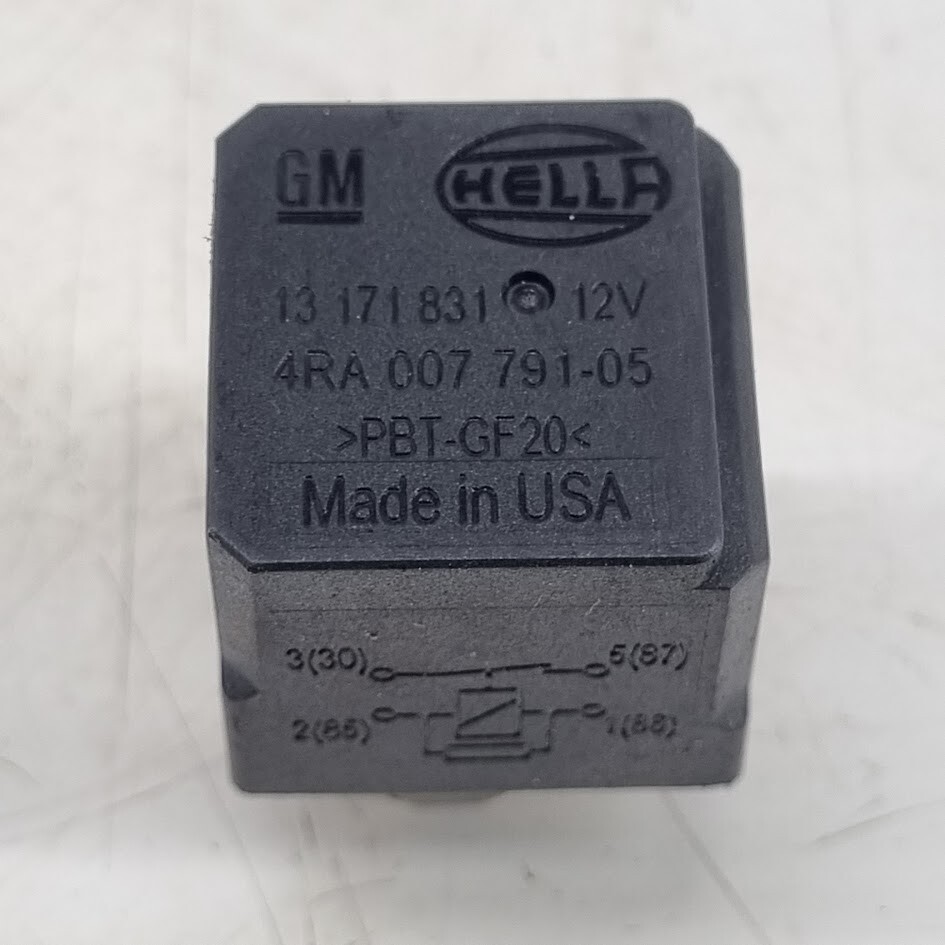 GM HELLA
13 171 831 12V
4RA 007 791-05
>PBT-GF20<
Made in USA
3(30) 5(87)
2(85) 1(86)